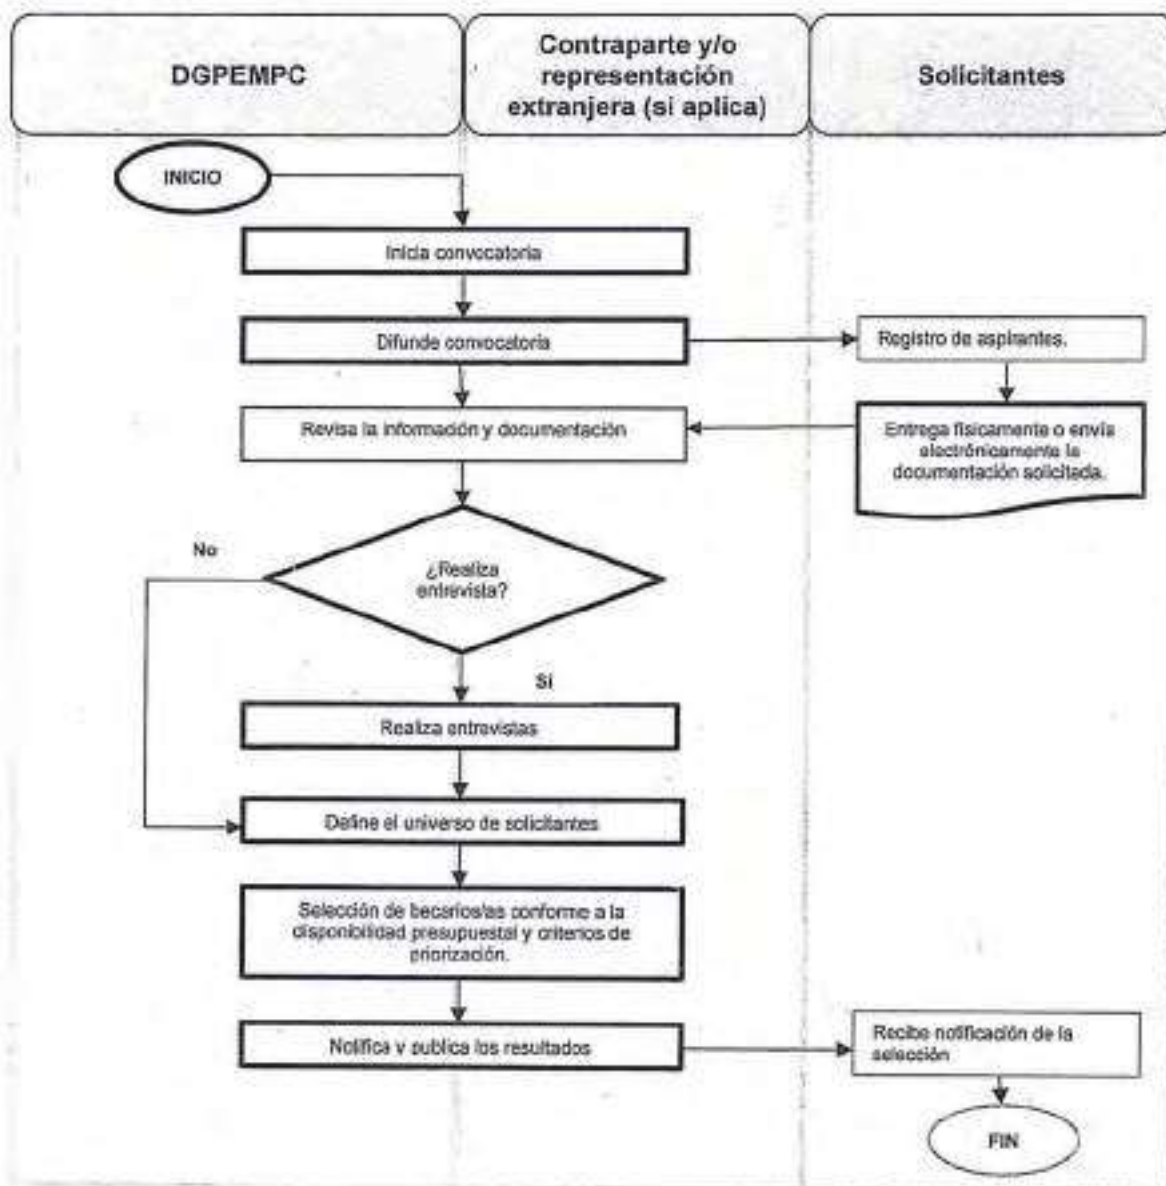 DGPEMPC
Contraparte y/o
representación
extranjera (si aplica)
Solicitantes
INICIO
Inicia convocatoria
Difunde convocatoria
Registro de aspirantes.
Revisa la información y documentación
Entrega físicamente o envía
electrónicamente la
documentación solicitada.
No
¿Realiza
entrevista?
Sí
Realiza entrevistas
Define el universo de solicitantes
Selección de becarios/as conforme a la
disponibilidad presupuestal y criterios de
priorización.
Notifica y publica los resultados
Recibe notificación de la
selección
FIN